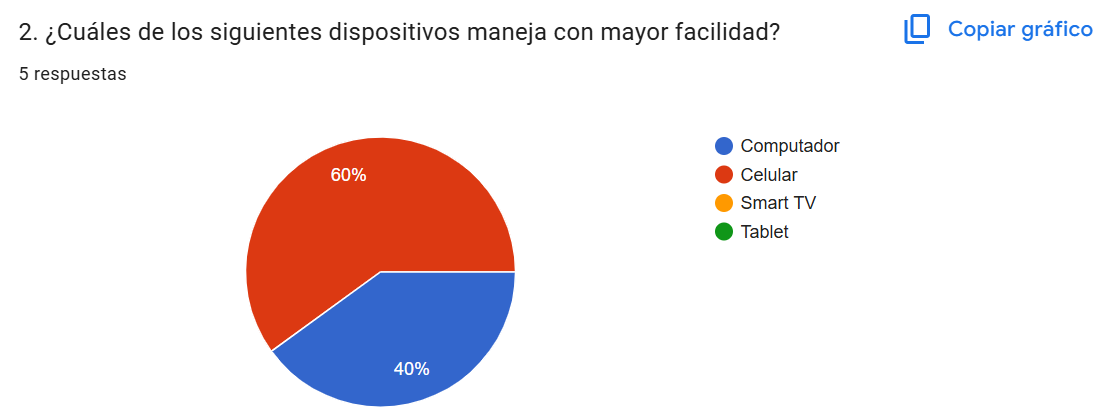 2. ¿Cuáles de los siguientes dispositivos maneja con mayor facilidad?
Copiar gráfico
5 respuestas
60%
40%
Computador
Celular
Smart TV
Tablet